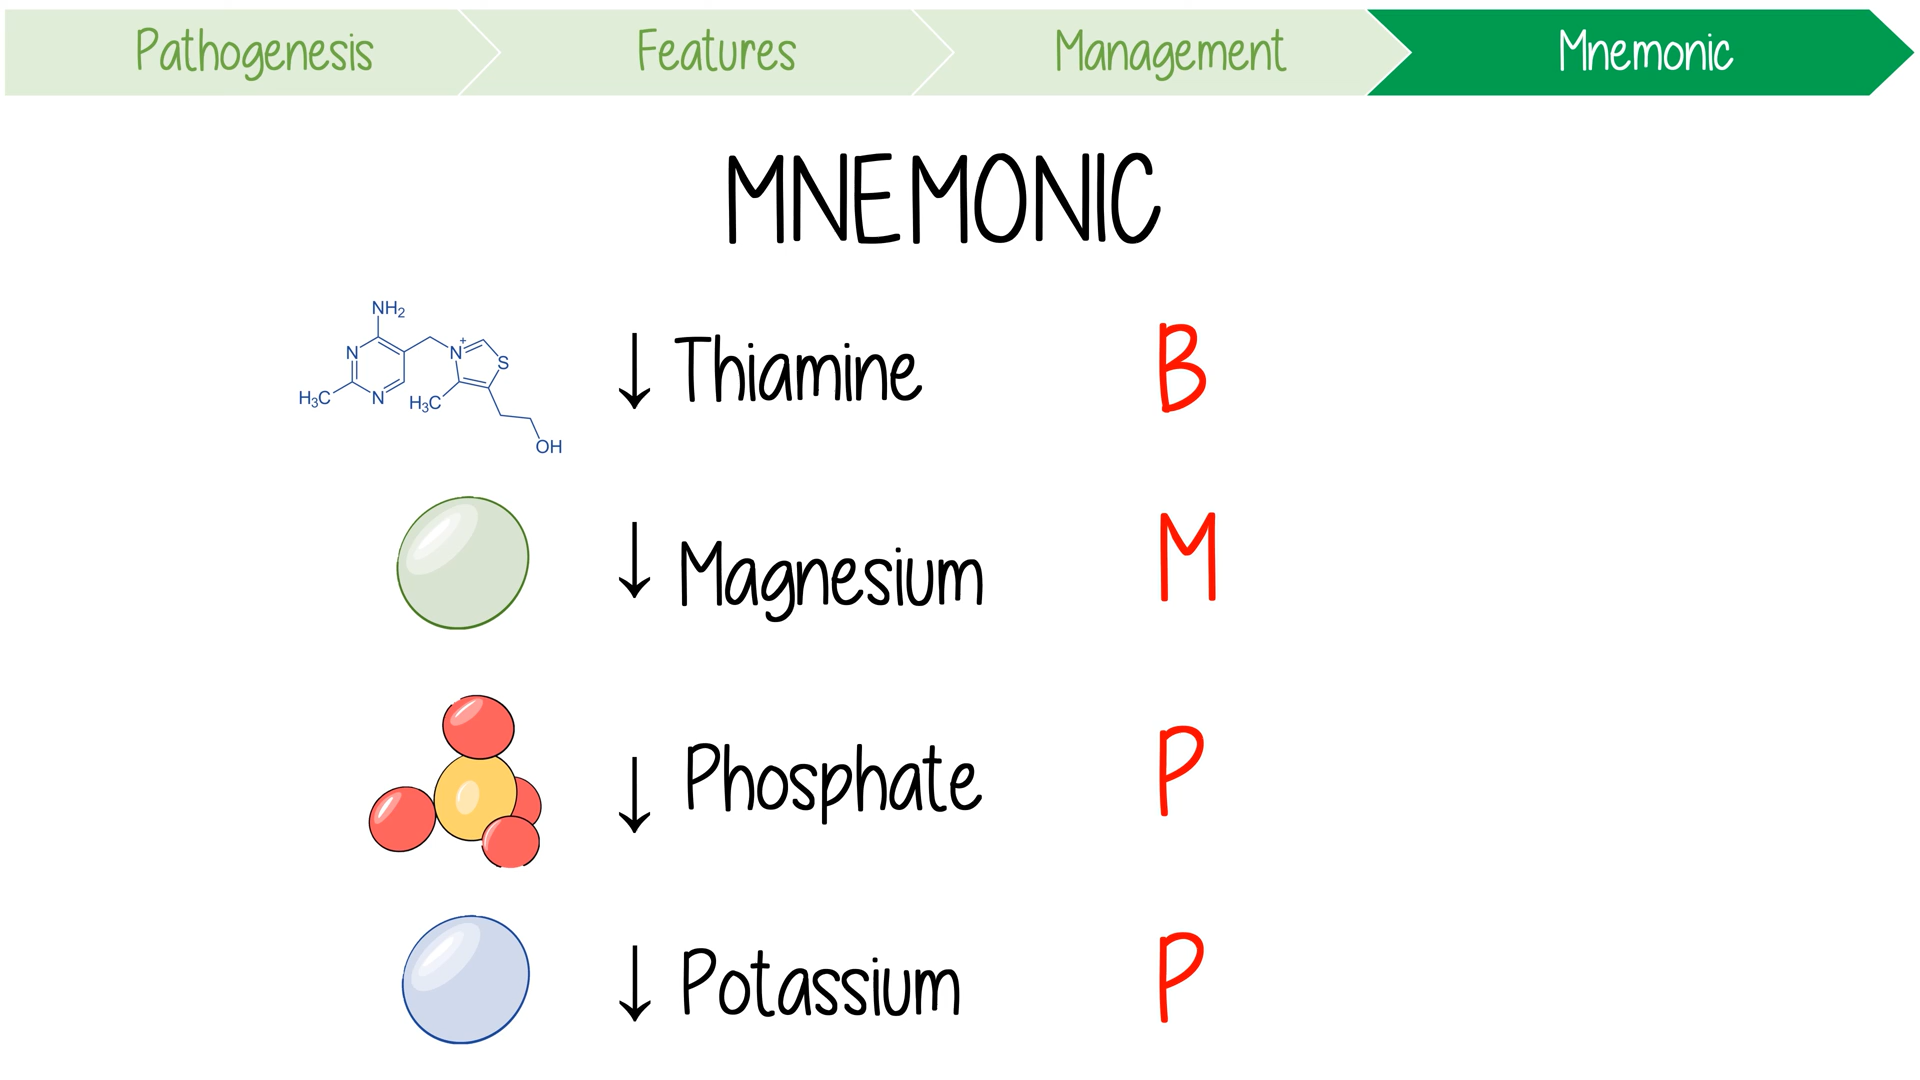 Pathogenesis Features Management Mnemonic
MNEMONIC
NH2
N N+ S
H3C N H3C
OH
↓ Thiamine B
↓ Magnesium M
↓ Phosphate P
↓ Potassium P